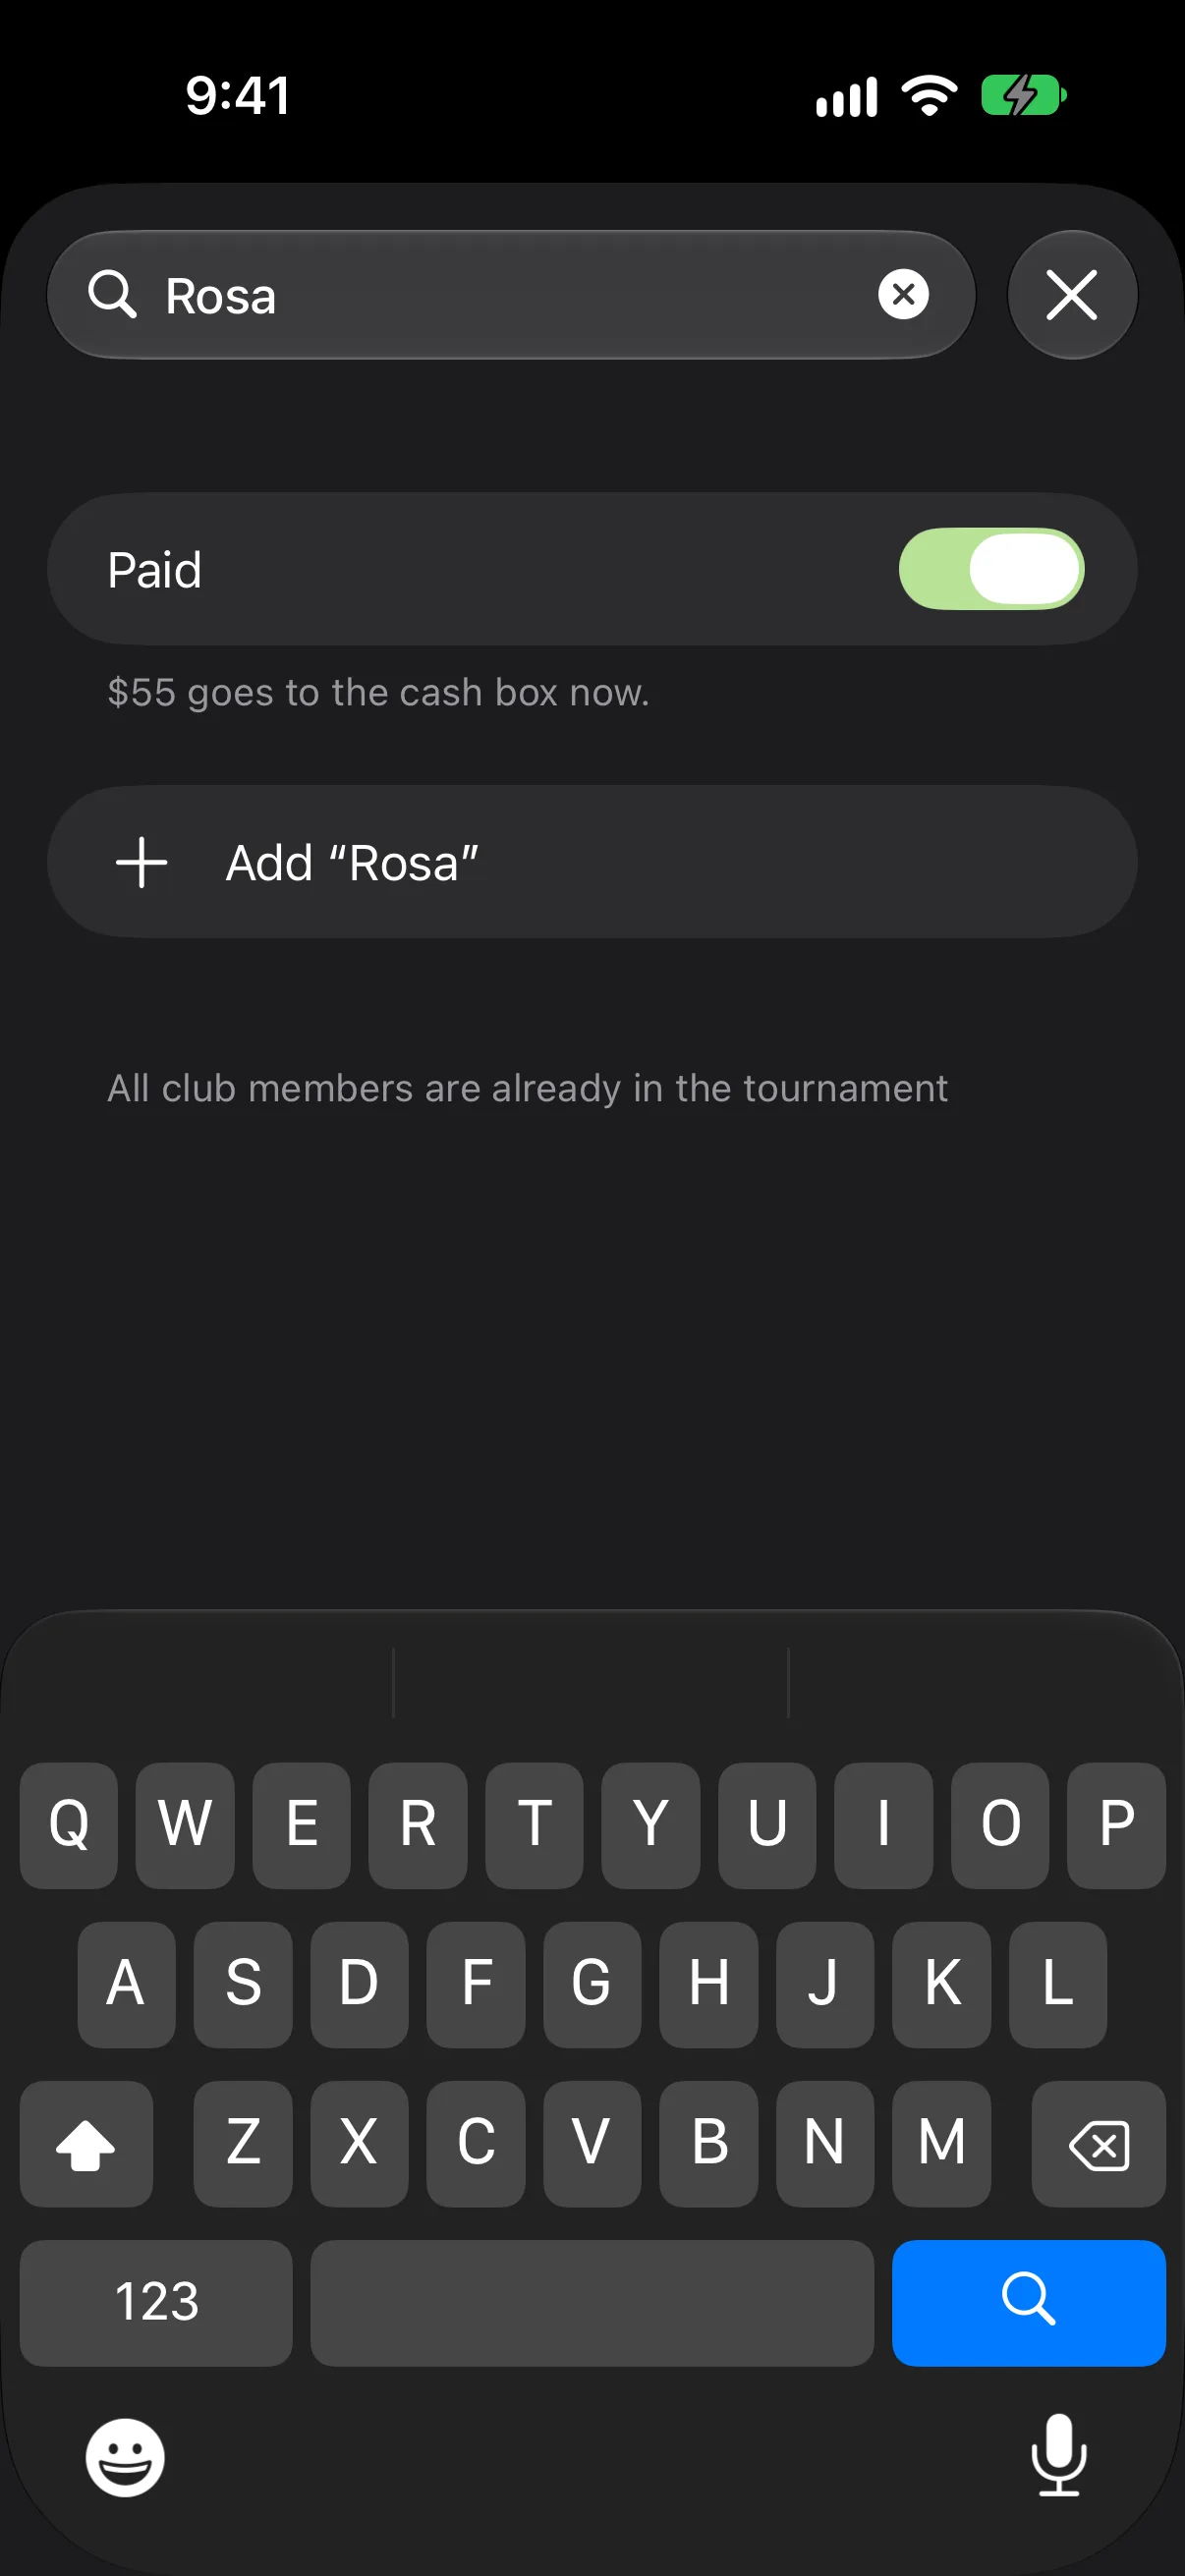 9:41
Rosa
Paid
$55 goes to the cash box now.
Add “Rosa”
All club members are already in the tournament
Q W E R T Y U I O P
A S D F G H J K L
Z X C V B N M
123